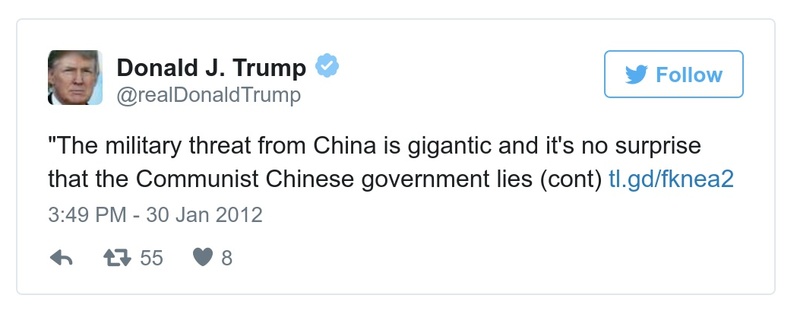 Donald J. Trump
@realDonaldTrump
Follow
"The military threat from China is gigantic and it's no surprise
that the Communist Chinese government lies (cont) tl.gd/fknea2
3:49 PM - 30 Jan 2012
55 8